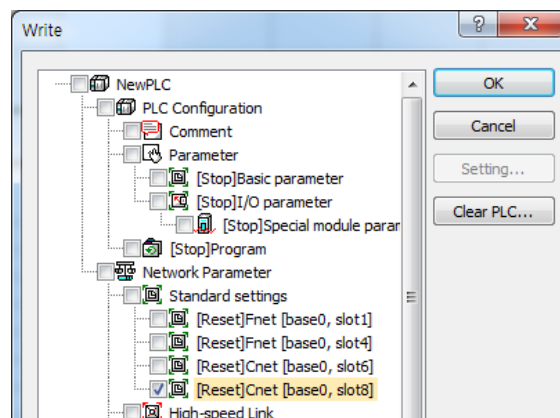 Write
NewPLC
PLC Configuration
Comment
Parameter
[Stop]Basic parameter
[Stop]I/O parameter
[Stop]Special module parar
[Stop]Program
Network Parameter
Standard settings
[Reset]Fnet [base0, slot1]
[Reset]Fnet [base0, slot4]
[Reset]Cnet [base0, slot6]
[Reset]Cnet [base0, slot8]
High-speed Link
OK
Cancel
Setting...
Clear PLC...